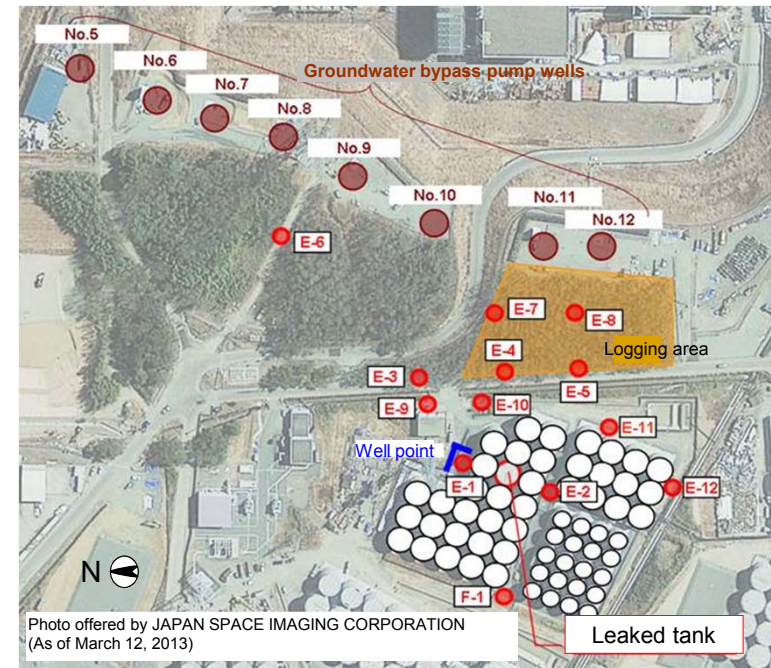 No.5
No.6
No.7
Groundwater bypass pump wells
No.8
No.9
No.10
No.11
No.12
E-6
E-7
E-8
Logging area
E-4
E-3
E-5
E-9
E-10
E-11
Well point
E-1
E-2
E-12
N
F-1
Photo offered by JAPAN SPACE IMAGING CORPORATION
(As of March 12, 2013)
Leaked tank